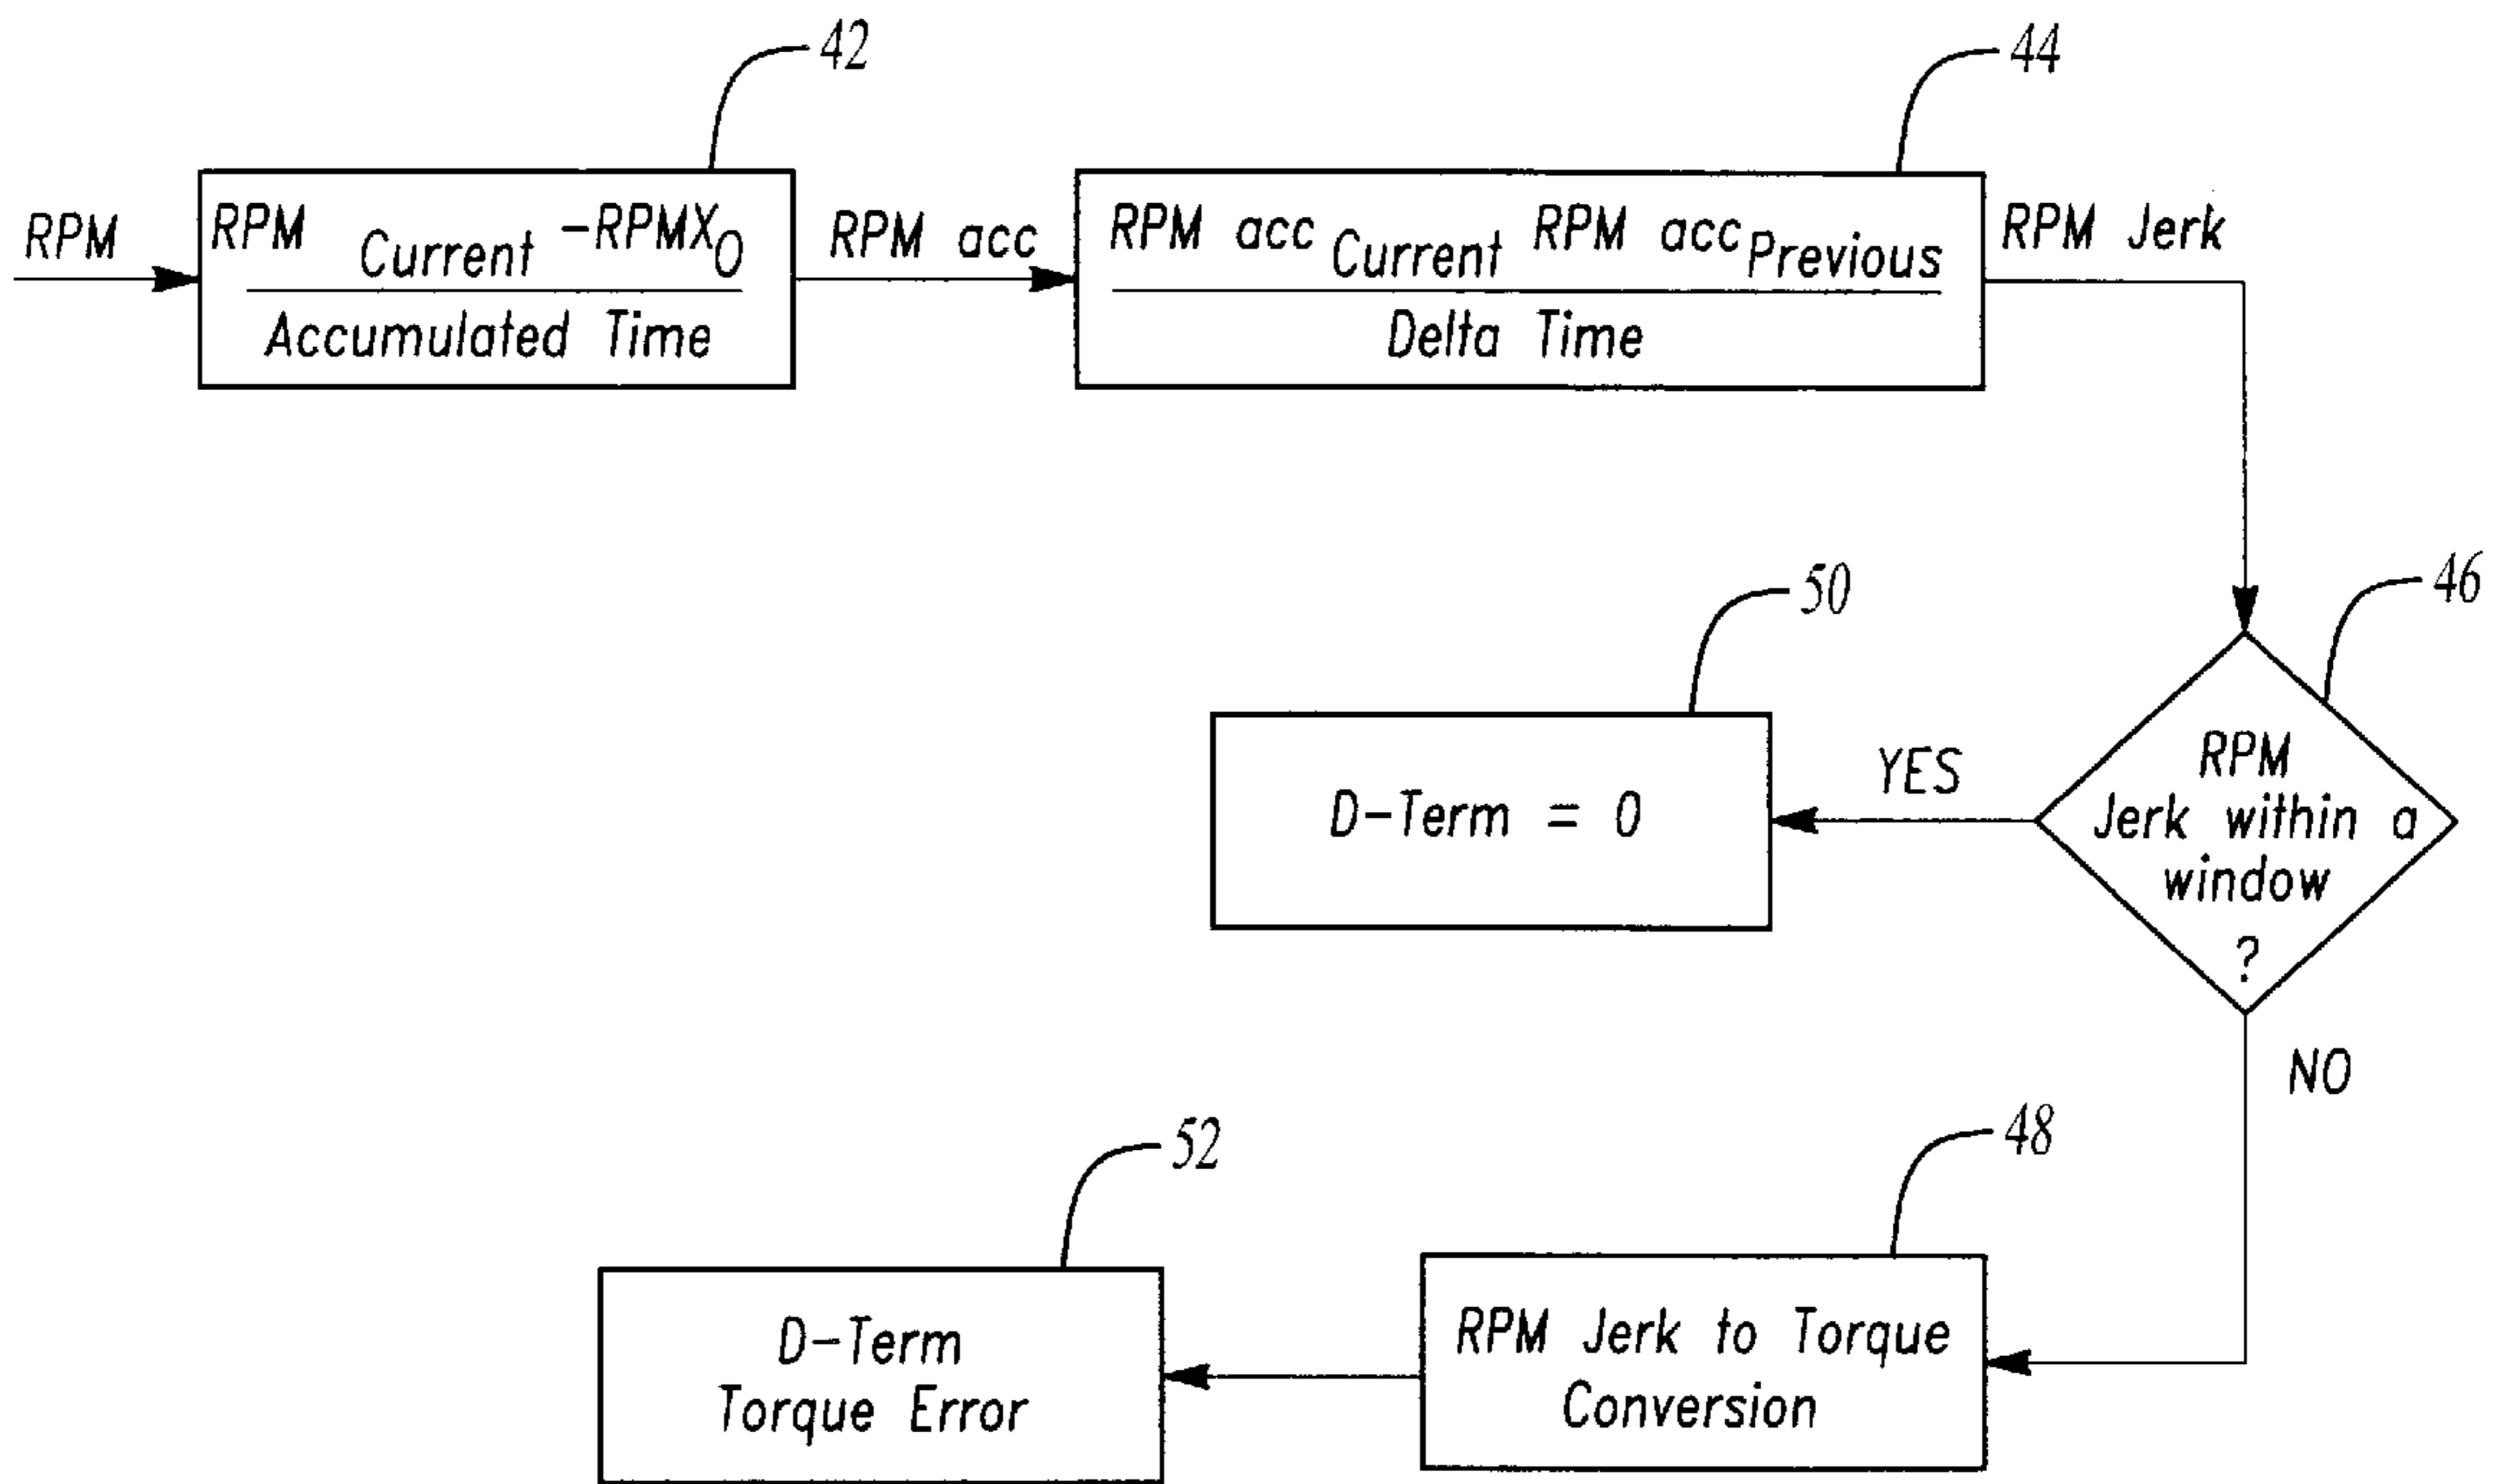 42
44
RPM
RPM Current -RPMX0
Accumulated Time
RPM acc
RPM acc Current RPM acc Previous
Delta Time
RPM Jerk
50
46
D-Term = 0
YES
RPM
Jerk within a
window
?
NO
52
48
D-Term
Torque Error
RPM Jerk to Torque
Conversion